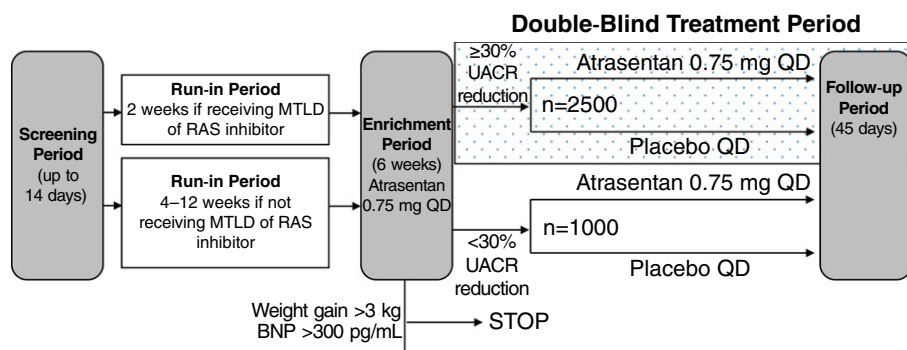 Double-Blind Treatment Period
Screening
Period
(up to
14 days)
Run-in Period
2 weeks if receiving MTLD
of RAS inhibitor
Run-in Period
4–12 weeks if not
receiving MTLD of RAS
inhibitor
Enrichment
Period
(6 weeks)
Atrasentan
0.75 mg QD
≥30%
UACR
reduction
Atrasentan 0.75 mg QD
n=2500
Placebo QD
<30%
UACR
reduction
Atrasentan 0.75 mg QD
n=1000
Placebo QD
Follow-up
Period
(45 days)
Weight gain >3 kg
BNP >300 pg/mL
STOP